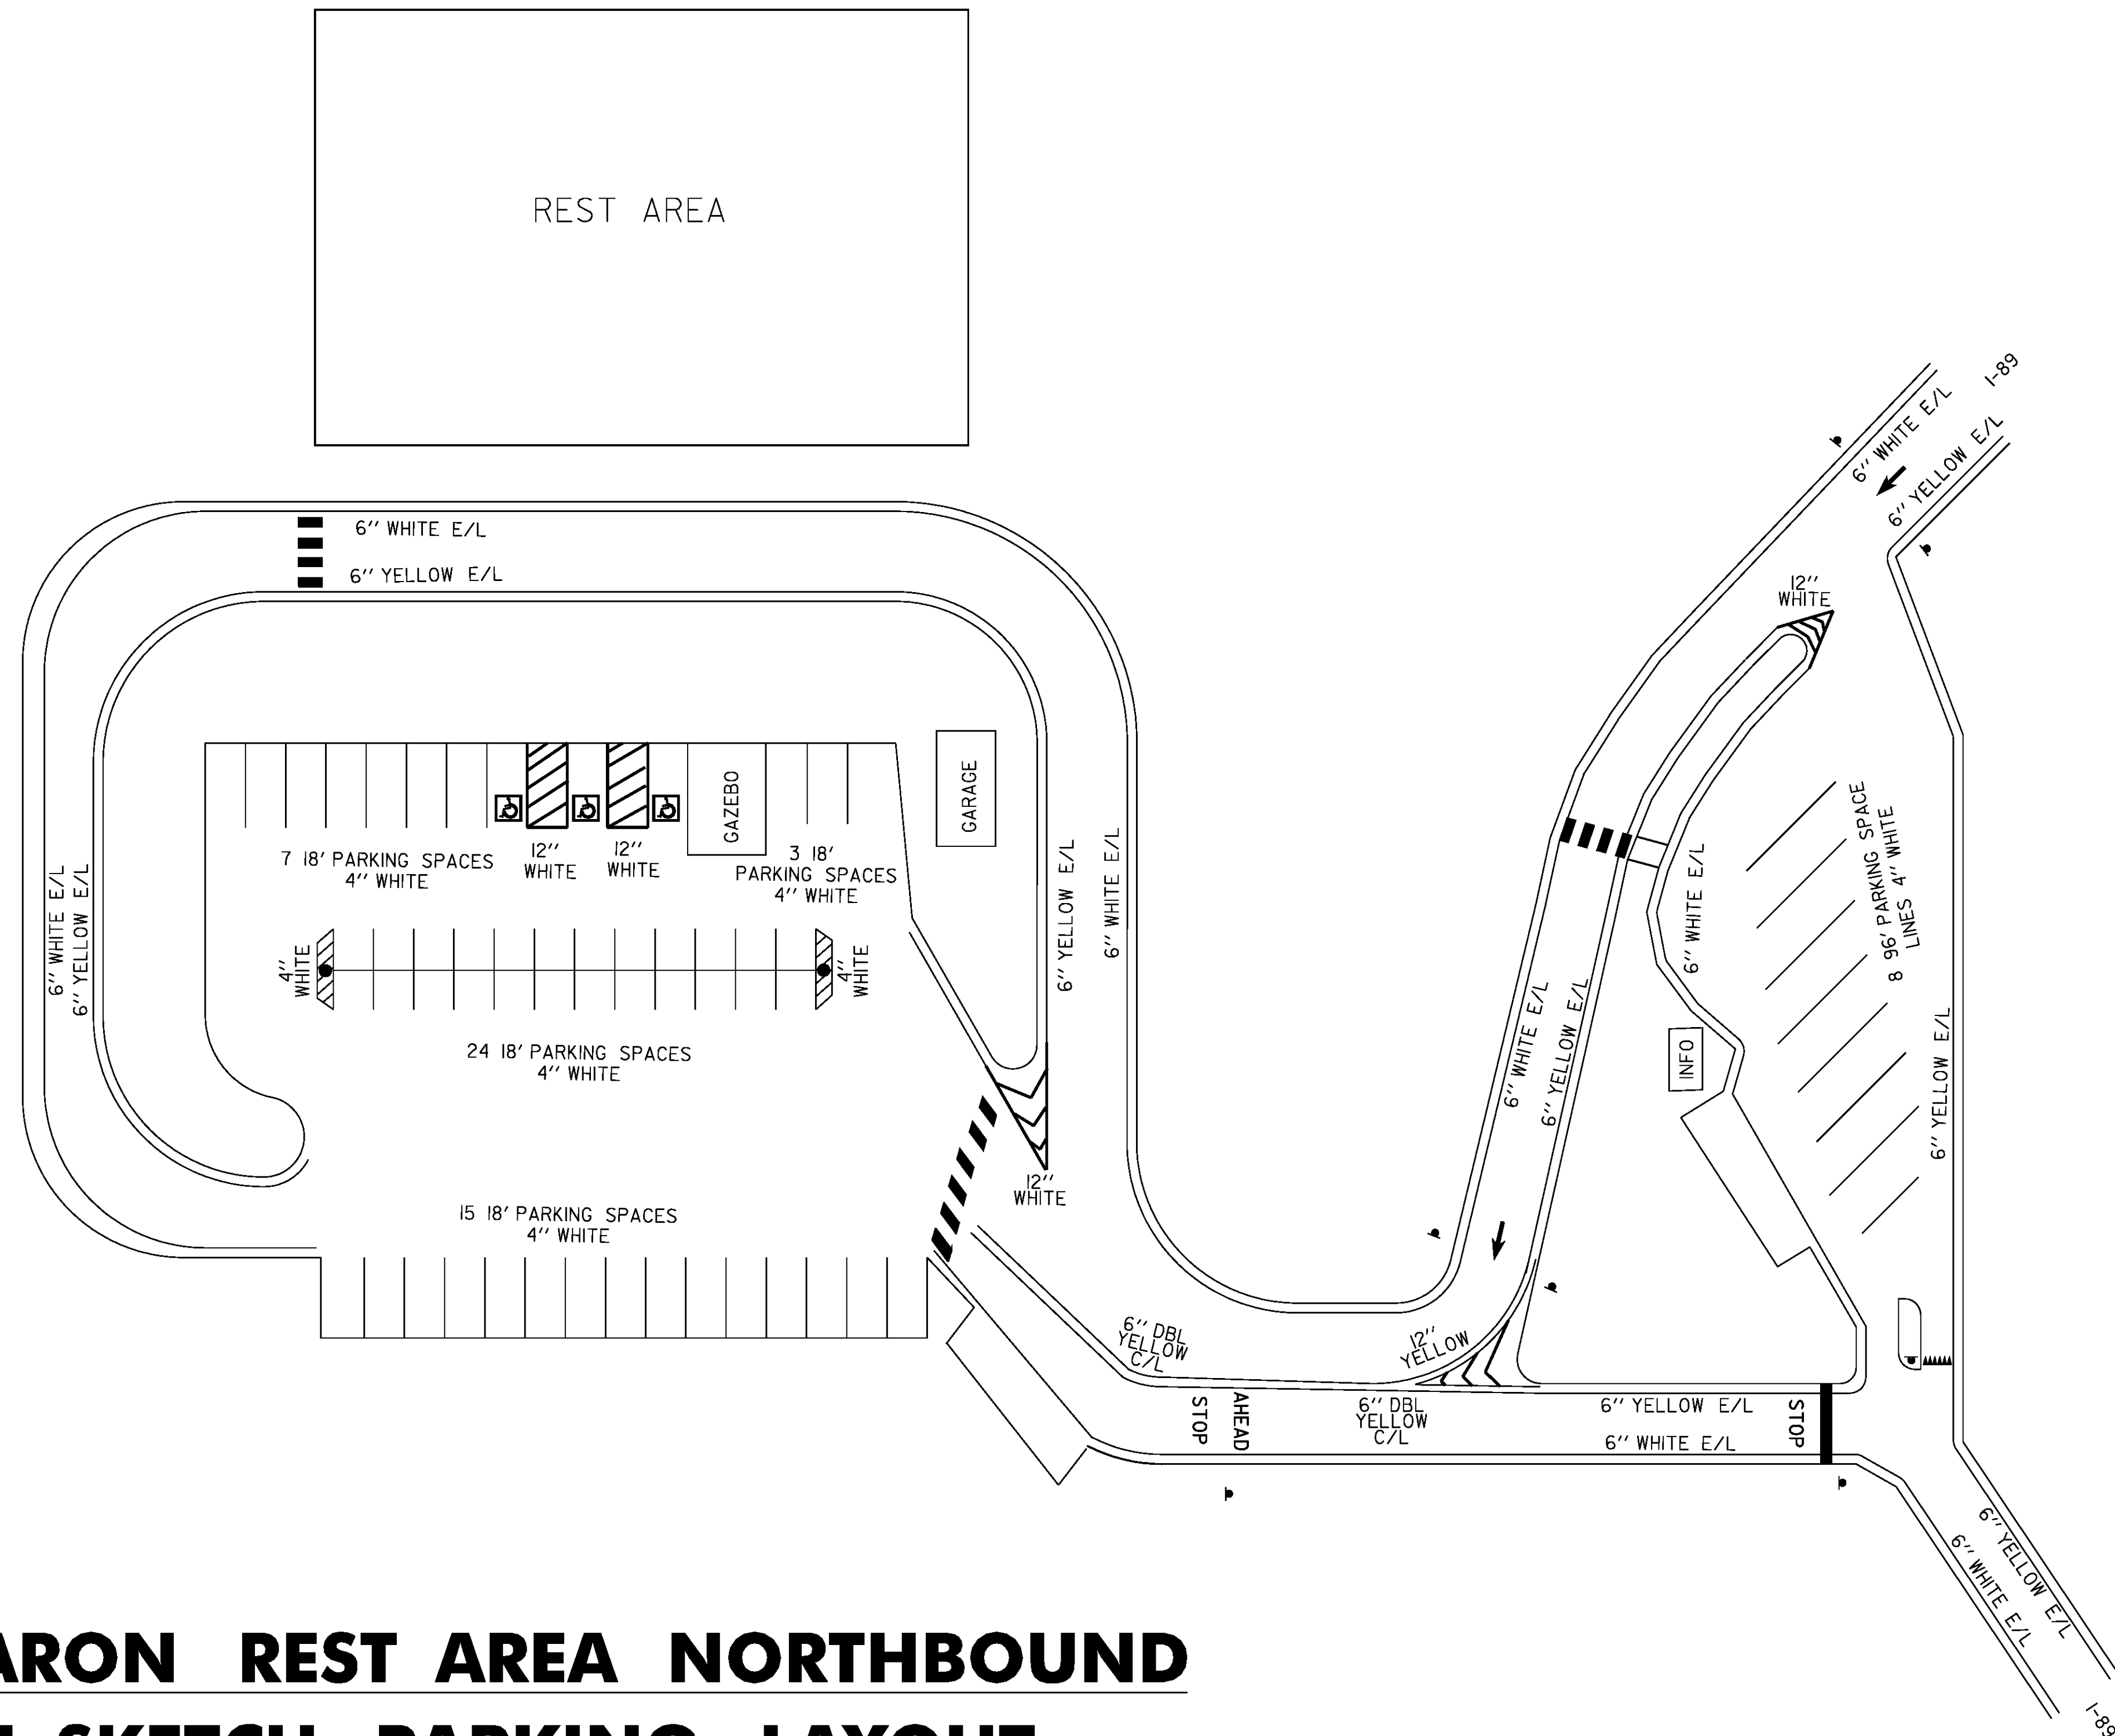 REST AREA
I-89
6'' WHITE E/L
6'' YELLOW E/L
6'' WHITE E/L
6'' YELLOW E/L
12''
WHITE
GAZEBO
GARAGE
7 18' PARKING SPACES
4'' WHITE
12''
WHITE
12''
WHITE
3 18'
PARKING SPACES
4'' WHITE
6'' WHITE E/L
6'' YELLOW E/L
6'' YELLOW E/L
6'' WHITE E/L
6'' WHITE E/L
8 96' PARKING SPACE
LINES 4'' WHITE
4''
WHITE
4''
WHITE
24 18' PARKING SPACES
4'' WHITE
6'' WHITE E/L
6'' YELLOW E/L
INFO
6'' YELLOW E/L
12''
WHITE
15 18' PARKING SPACES
4'' WHITE
6'' DBL
YELLOW
C/L
12''
YELLOW
STOP
AHEAD
6'' DBL
YELLOW
C/L
6'' YELLOW E/L
6'' WHITE E/L
STOP
6'' YELLOW E/L
6'' WHITE E/L
I-89
ARON REST AREA NORTHBOUND
SKETCH PARKING LAYOUT